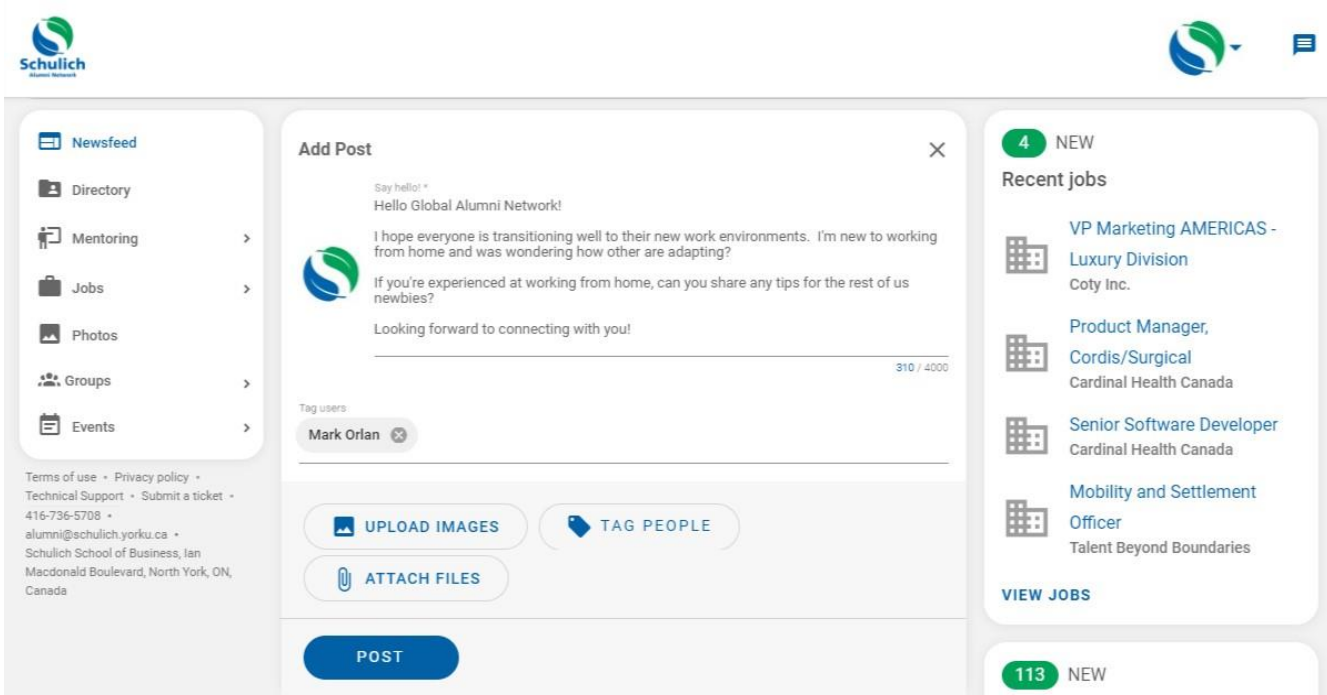 Schulich
Alumni Network
Newsfeed
Directory
Mentoring
Jobs
Photos
Groups
Events
Terms of use • Privacy policy •
Technical Support • Submit a ticket •
416-736-5708 •
alumni@schulich.yorku.ca •
Schulich School of Business, Ian
Macdonald Boulevard, North York, ON,
Canada
Add Post
Say hello! *
Hello Global Alumni Network!
I hope everyone is transitioning well to their new work environments. I'm new to working
from home and was wondering how other are adapting?
If you're experienced at working from home, can you share any tips for the rest of us
newbies?
Looking forward to connecting with you!
310 / 4000
Tag users
Mark Orlan
UPLOAD IMAGES
TAG PEOPLE
ATTACH FILES
POST
4 NEW
Recent jobs
VP Marketing AMERICAS -
Luxury Division
Coty Inc.
Product Manager,
Cordis/Surgical
Cardinal Health Canada
Senior Software Developer
Cardinal Health Canada
Mobility and Settlement
Officer
Talent Beyond Boundaries
VIEW JOBS
113 NEW